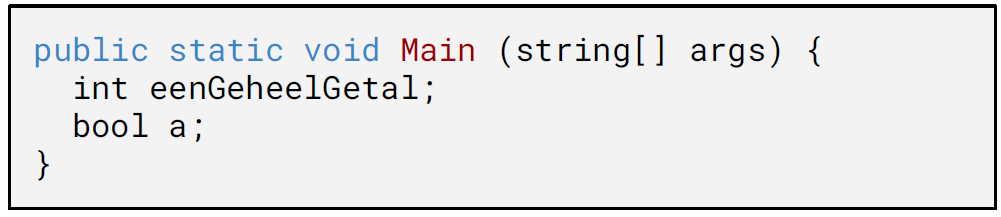 public static void Main (string[] args) {
  int eenGeheelGetal;
  bool a;
}